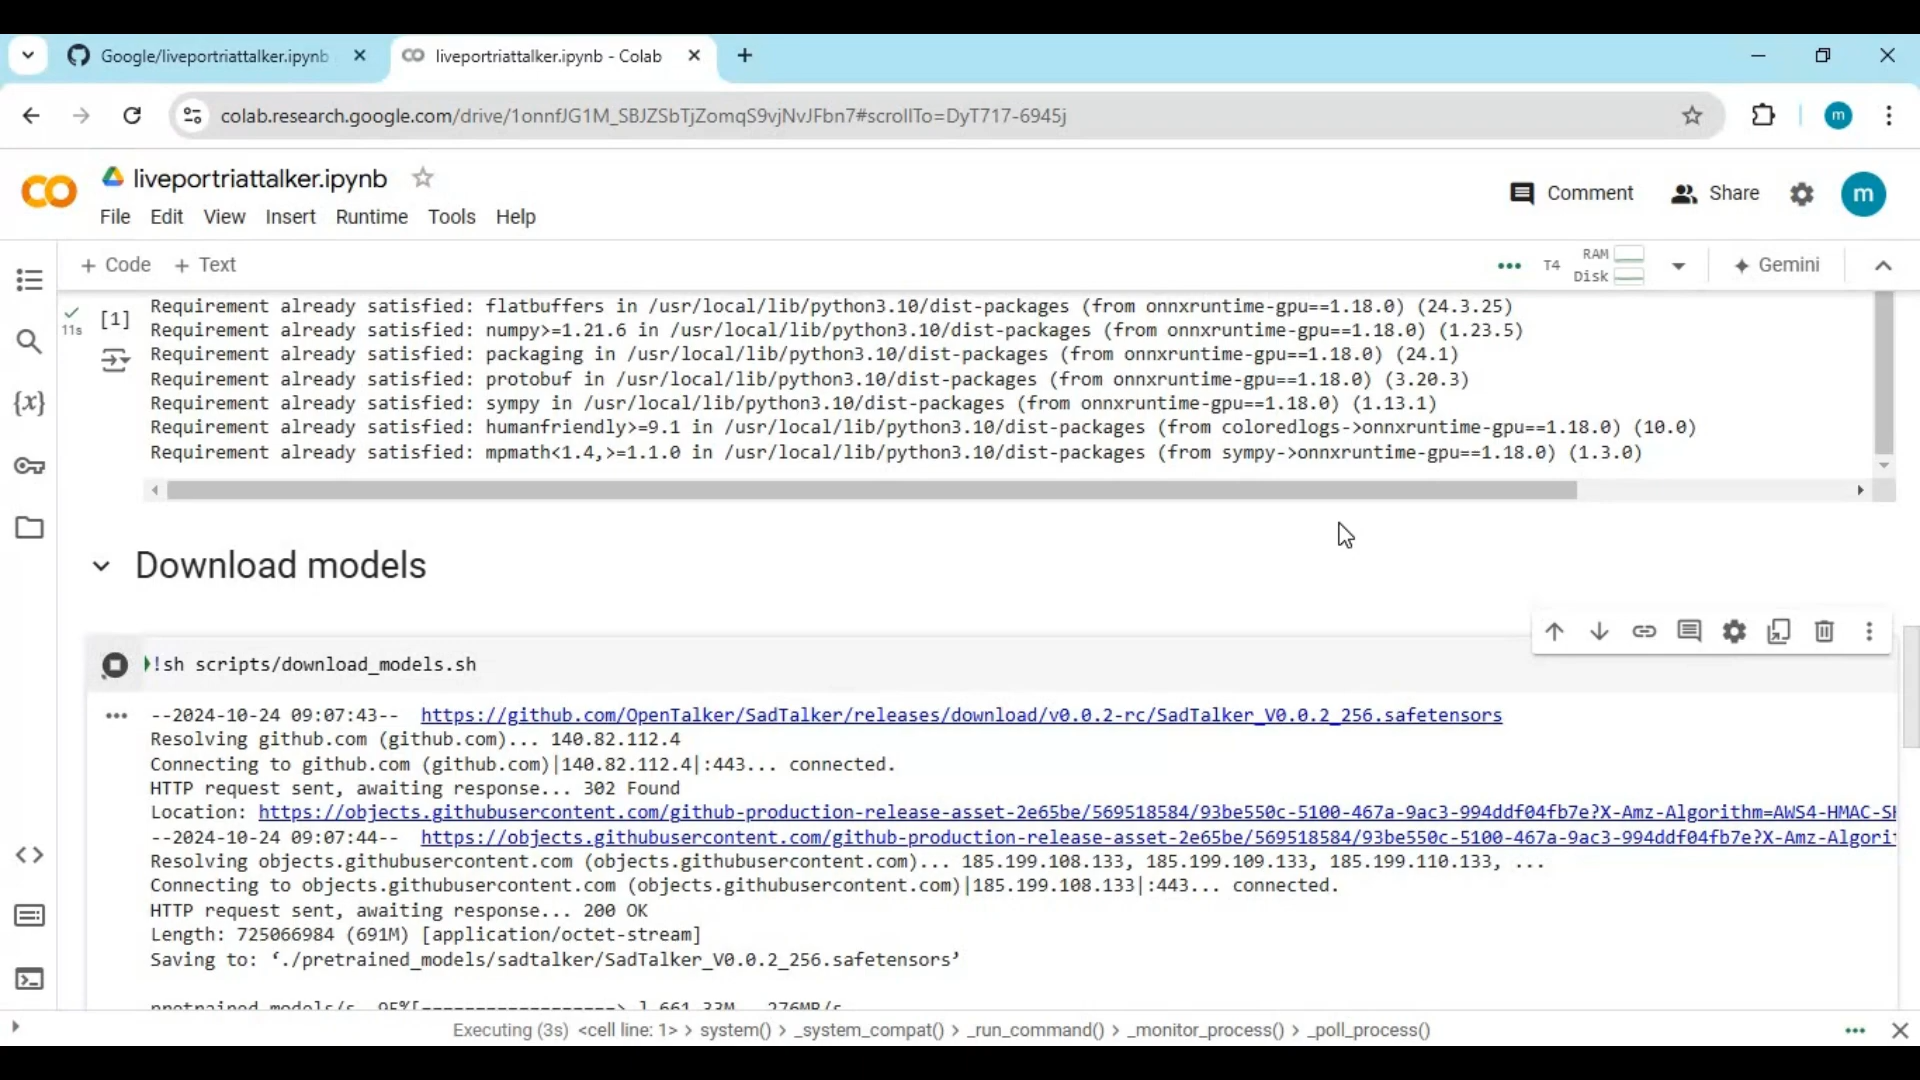 Google/liveportriattalker.ipynb
liveportriattalker.ipynb - Colab
colab.research.google.com/drive/1onnfJG1M_SBJZSbTjZomqS9vjNvJFbn7#scrollTo=DyT717-6945j
m
liveportriattalker.ipynb
File Edit View Insert Runtime Tools Help
Comment
Share
m
+ Code + Text
T4
RAM
Disk
Gemini
11s
[1]
Requirement already satisfied: flatbuffers in /usr/local/lib/python3.10/dist-packages (from onnxruntime-gpu==1.18.0) (24.3.25)
Requirement already satisfied: numpy>=1.21.6 in /usr/local/lib/python3.10/dist-packages (from onnxruntime-gpu==1.18.0) (1.23.5)
Requirement already satisfied: packaging in /usr/local/lib/python3.10/dist-packages (from onnxruntime-gpu==1.18.0) (24.1)
Requirement already satisfied: protobuf in /usr/local/lib/python3.10/dist-packages (from onnxruntime-gpu==1.18.0) (3.20.3)
Requirement already satisfied: sympy in /usr/local/lib/python3.10/dist-packages (from onnxruntime-gpu==1.18.0) (1.13.1)
Requirement already satisfied: humanfriendly>=9.1 in /usr/local/lib/python3.10/dist-packages (from coloredlogs->onnxruntime-gpu==1.18.0) (10.0)
Requirement already satisfied: mpmath<1.4,>=1.1.0 in /usr/local/lib/python3.10/dist-packages (from sympy->onnxruntime-gpu==1.18.0) (1.3.0)
Download models
!sh scripts/download_models.sh
--2024-10-24 09:07:43-- https://github.com/OpenTalker/SadTalker/releases/download/v0.0.2-rc/SadTalker_V0.0.2_256.safetensors
Resolving github.com (github.com)... 140.82.112.4
Connecting to github.com (github.com)|140.82.112.4|:443... connected.
HTTP request sent, awaiting response... 302 Found
Location: https://objects.githubusercontent.com/github-production-release-asset-2e65be/569518584/93be550c-5100-467a-9ac3-994ddf04fb7e?X-Amz-Algorithm=AWS4-HMAC-SH
--2024-10-24 09:07:44-- https://objects.githubusercontent.com/github-production-release-asset-2e65be/569518584/93be550c-5100-467a-9ac3-994ddf04fb7e?X-Amz-Algorit
Resolving objects.githubusercontent.com (objects.githubusercontent.com)... 185.199.108.133, 185.199.109.133, 185.199.110.133, ...
Connecting to objects.githubusercontent.com (objects.githubusercontent.com)|185.199.108.133|:443... connected.
HTTP request sent, awaiting response... 200 OK
Length: 725066984 (691M) [application/octet-stream]
Saving to: ‘./pretrained_models/sadtalker/SadTalker_V0.0.2_256.safetensors’
pretrained_models/s 95%[------------------> ] 661.33M 276MB/s
Executing (3s) <cell line: 1> > system() > _system_compat() > _run_command() > _monitor_process() > _poll_process()